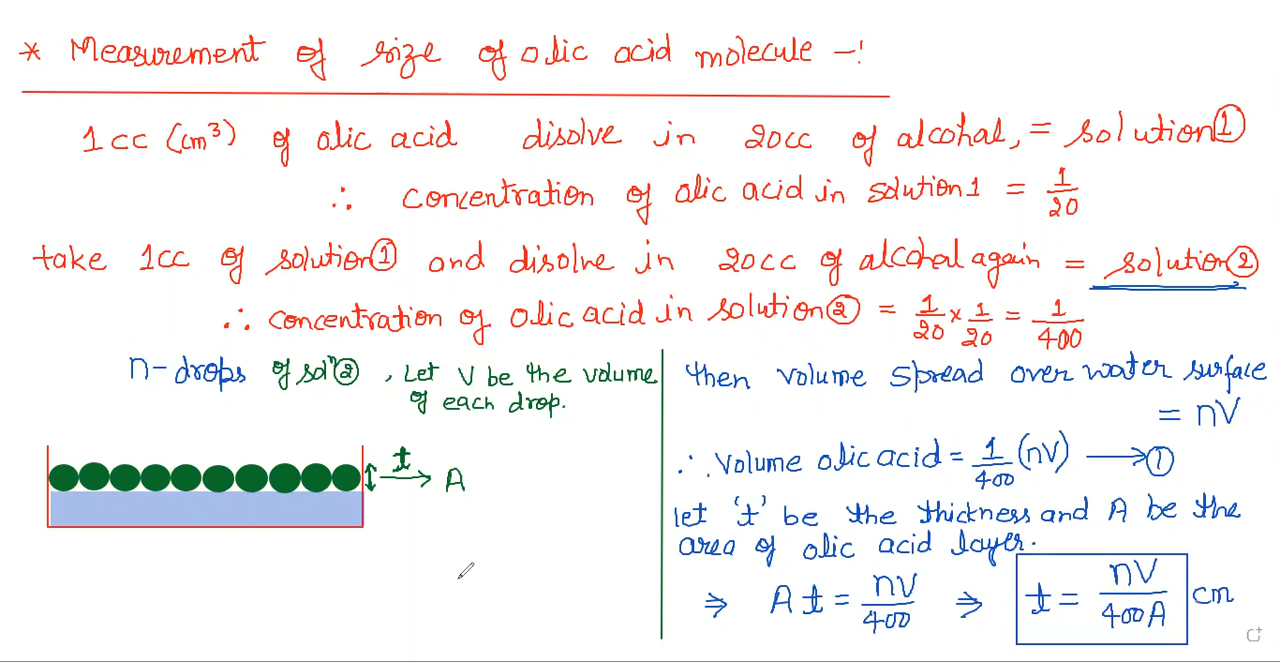 * Measurement of size of olic acid molecule -:
1cc (cm³) of olic acid disolve in 20cc of alcohal, = solution①
∴ concentration of olic acid in solution1 = 1/20
take 1cc of solution① and disolve in 20cc of alcohal again = solution②
∴ concentration of olic acid in solution② = 1/20 × 1/20 = 1/400
n-drops of solⁿ②, Let V be the volume
of each drop.
t
A
then volume spread over water surface
= nV
∴ volume olic acid = 1/400 (nV) → ①
let 't' be the thickness and A be the
area of olic acid layer.
⇒ At = nV/400 ⇒ t = nV/400A cm